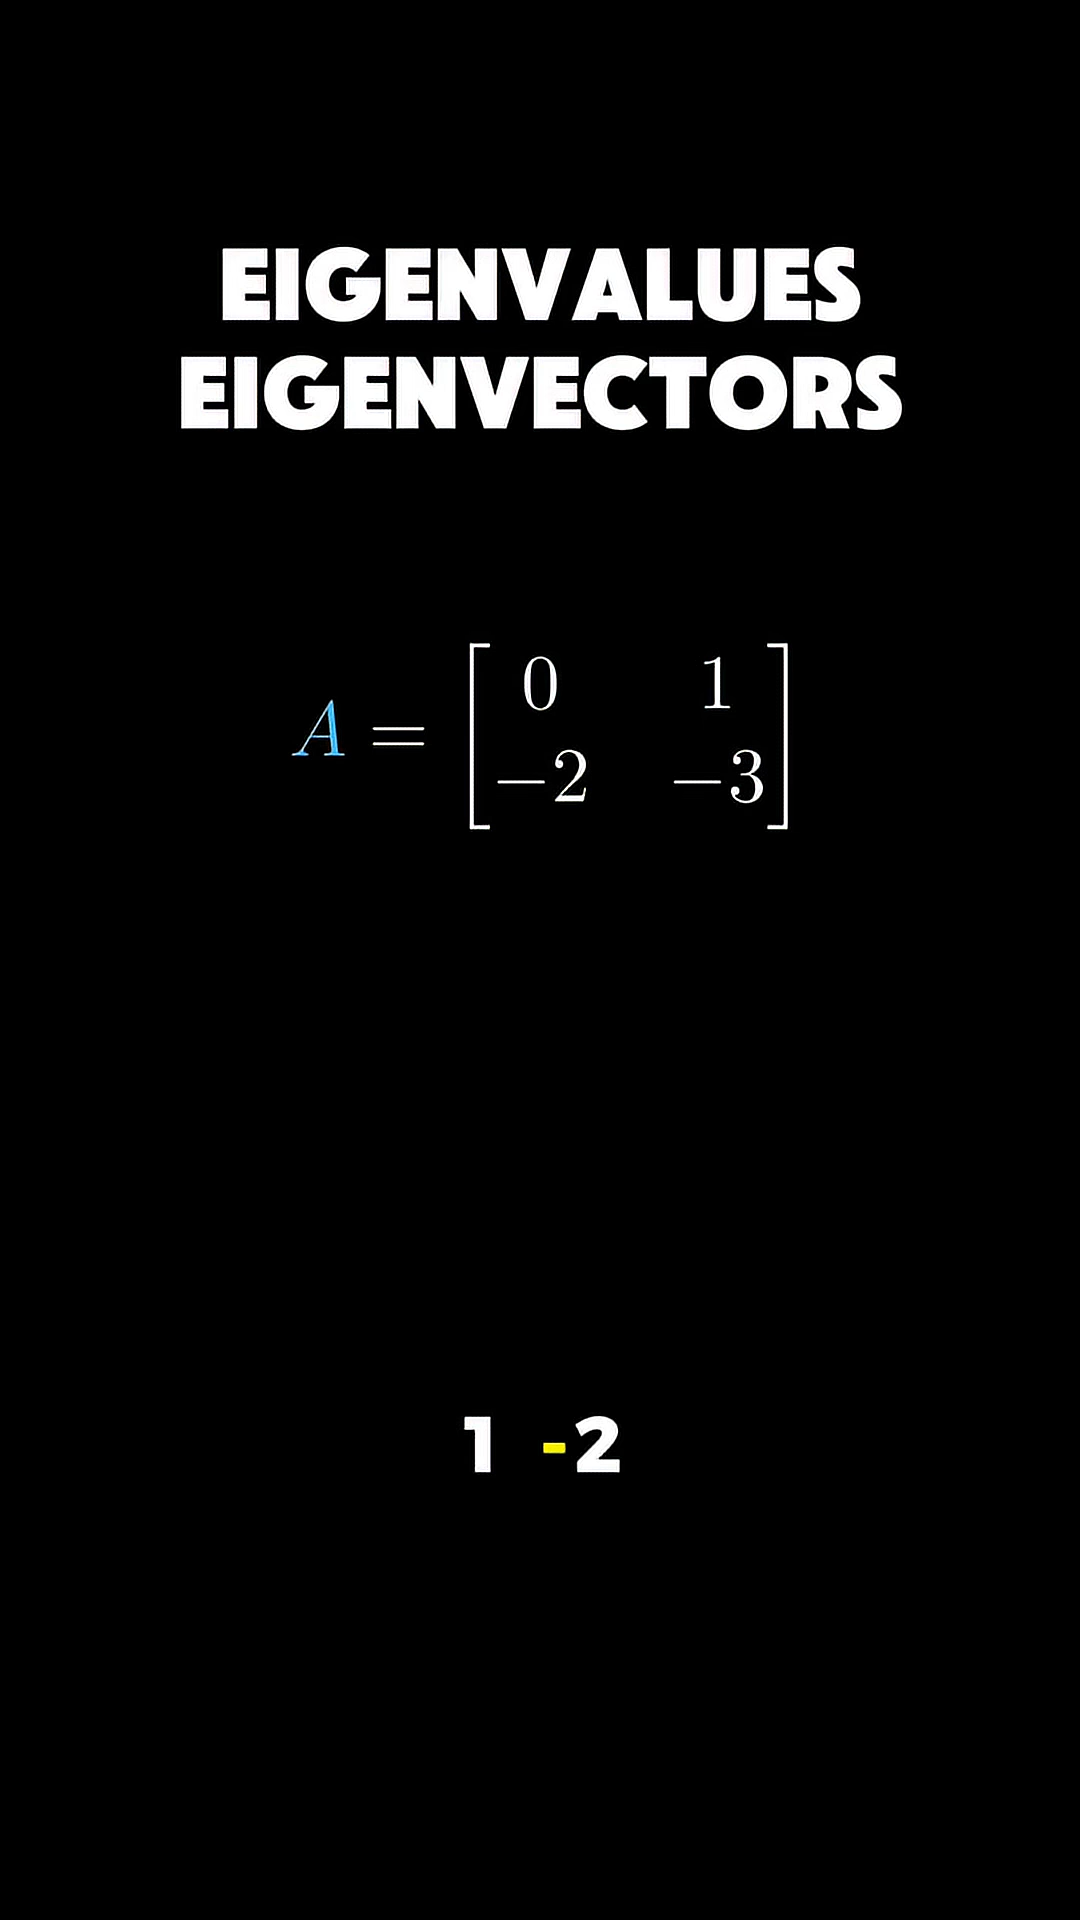 EIGENVALUES
EIGENVECTORS
A = [ 0 1
−2 −3 ]
1 -2